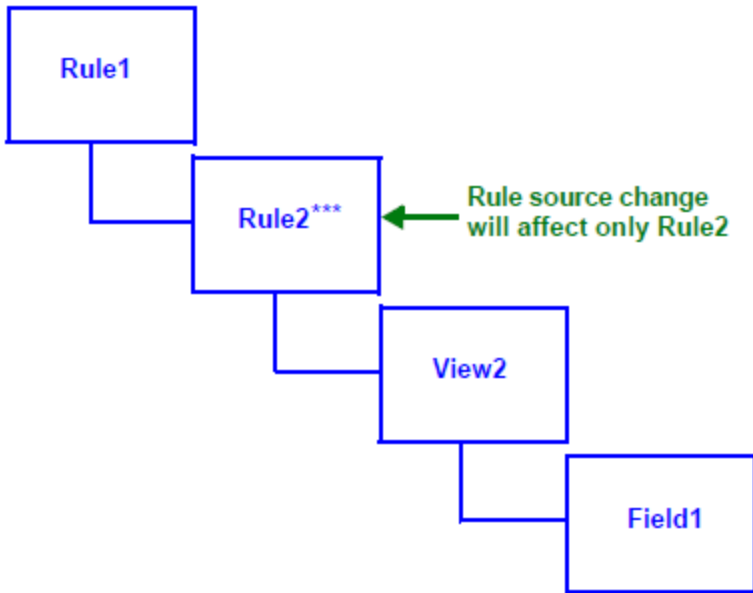 Rule1
Rule2***
Rule source change
will affect only Rule2
View2
Field1